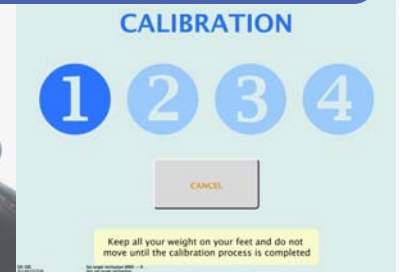 CALIBRATION
1 2 3 4
CANCEL
Keep all your weight on your feet and do not
move until the calibration process is completed